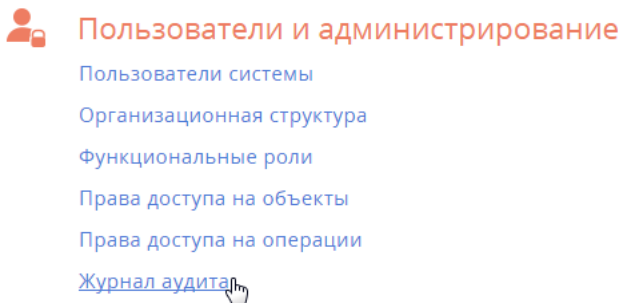 Пользователи и администрирование
Пользователи системы
Организационная структура
Функциональные роли
Права доступа на объекты
Права доступа на операции
Журнал аудита